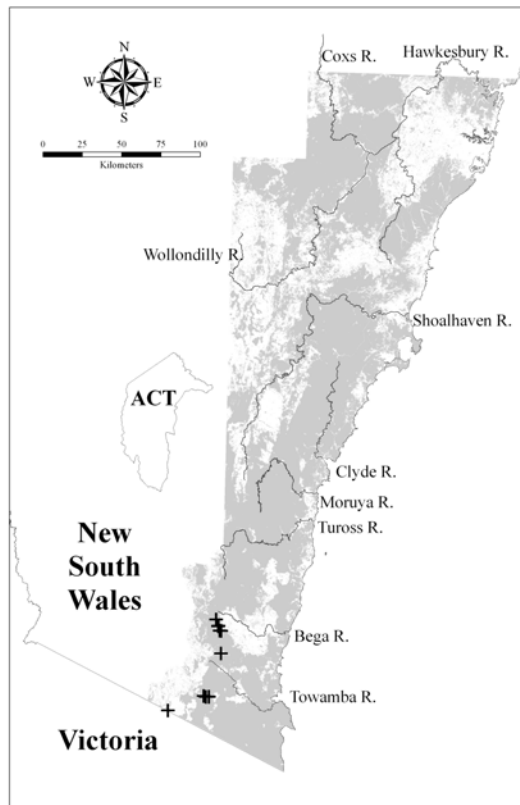 Coxs R.
Hawkesbury R.
N
W E
S
0 25 50 75 100
Kilometers
Wollondilly R.
Shoalhaven R.
ACT
Clyde R.
Moruya R.
Tuross R.
New
South
Wales
Bega R.
Towamba R.
Victoria